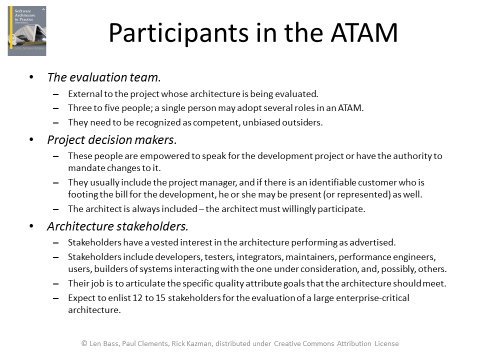 Software
Architecture
in Practice
Participants in the ATAM
• The evaluation team.
– External to the project whose architecture is being evaluated.
– Three to five people; a single person may adopt several roles in an ATAM.
– They need to be recognized as competent, unbiased outsiders.
• Project decision makers.
– These people are empowered to speak for the development project or have the authority to
mandate changes to it.
– They usually include the project manager, and if there is an identifiable customer who is
footing the bill for the development, he or she may be present (or represented) as well.
– The architect is always included – the architect must willingly participate.
• Architecture stakeholders.
– Stakeholders have a vested interest in the architecture performing as advertised.
– Stakeholders include developers, testers, integrators, maintainers, performance engineers,
users, builders of systems interacting with the one under consideration, and, possibly, others.
– Their job is to articulate the specific quality attribute goals that the architecture should meet.
– Expect to enlist 12 to 15 stakeholders for the evaluation of a large enterprise-critical
architecture.
© Len Bass, Paul Clements, Rick Kazman, distributed under Creative Commons Attribution License